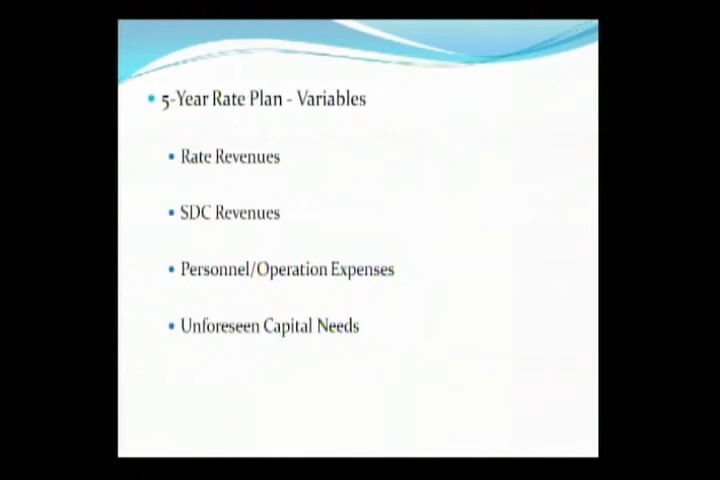 5-Year Rate Plan - Variables
Rate Revenues
SDC Revenues
Personnel/Operation Expenses
Unforeseen Capital Needs